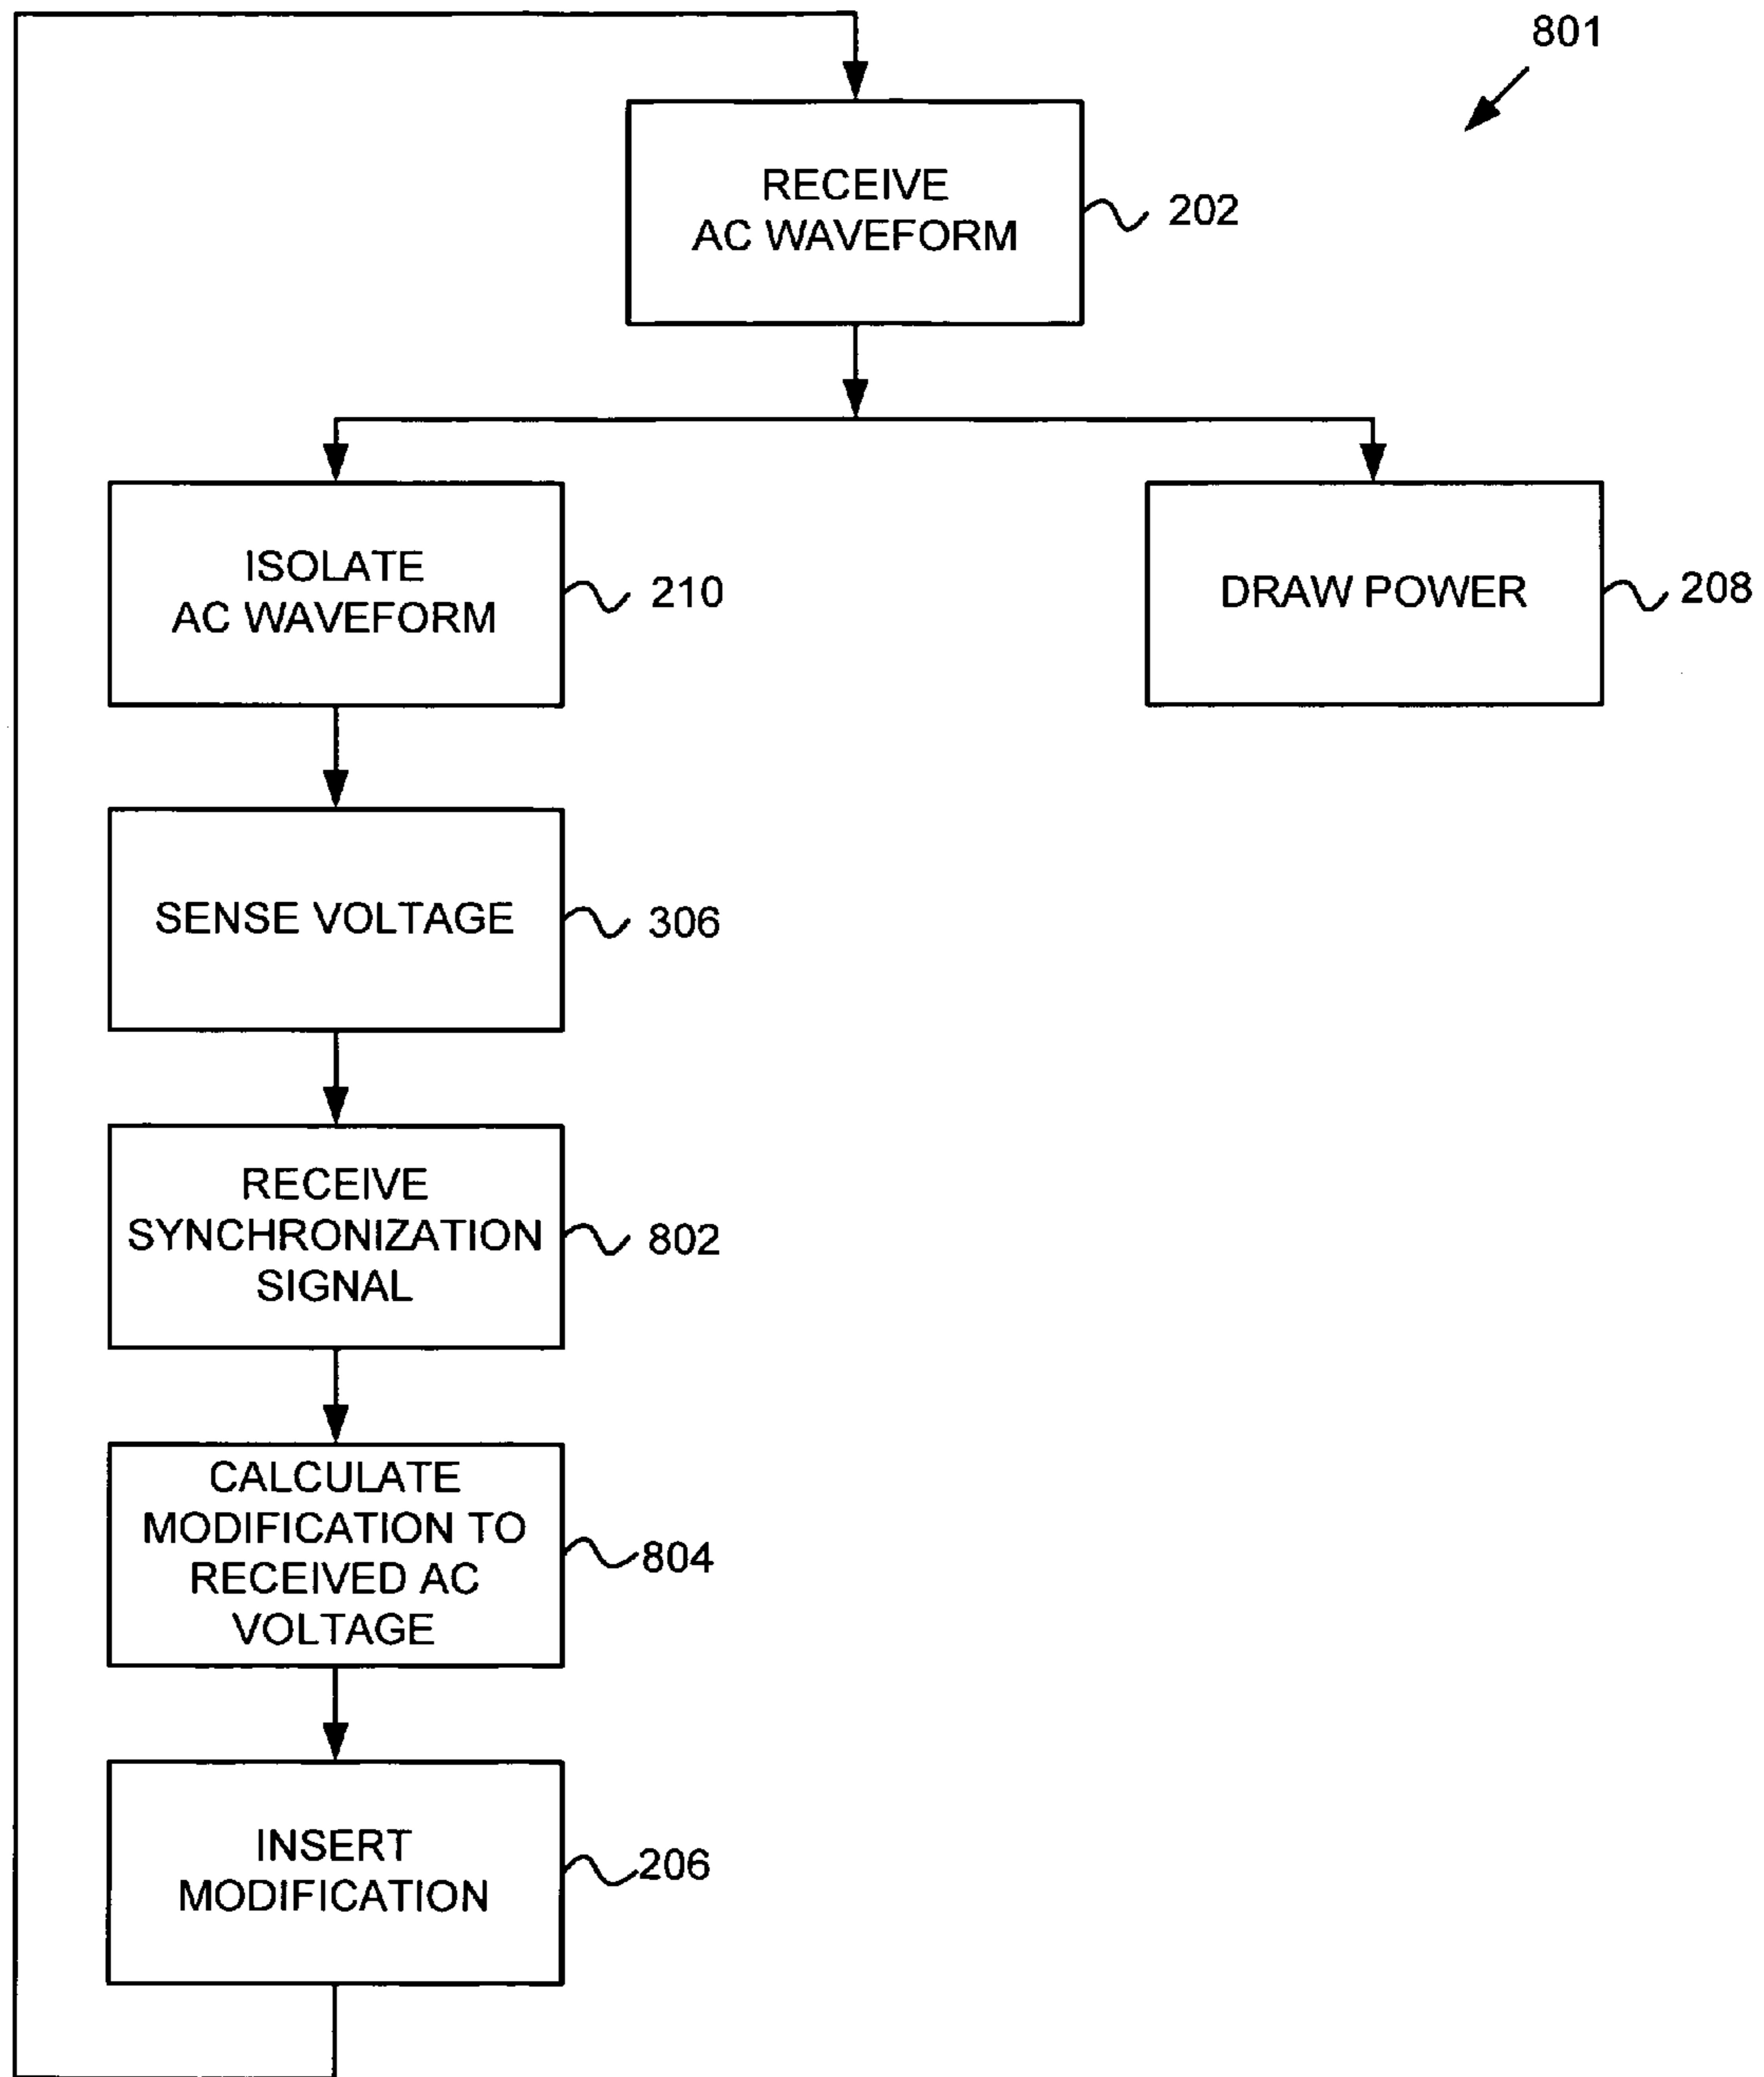 801
RECEIVE
AC WAVEFORM
202
ISOLATE
AC WAVEFORM
210
DRAW POWER
208
SENSE VOLTAGE
306
RECEIVE
SYNCHRONIZATION
SIGNAL
802
CALCULATE
MODIFICATION TO
RECEIVED AC
VOLTAGE
804
INSERT
MODIFICATION
206